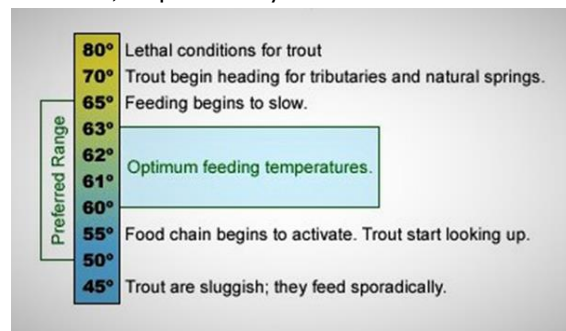 80° Lethal conditions for trout
70° Trout begin heading for tributaries and natural springs.
65° Feeding begins to slow.
63°
62°
Optimum feeding temperatures.
61°
60°
55° Food chain begins to activate. Trout start looking up.
50°
45° Trout are sluggish; they feed sporadically.
Preferred Range